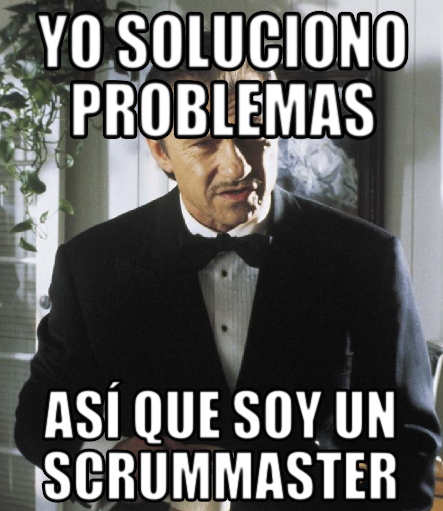 YO SOLUCIONO
PROBLEMAS
ASÍ QUE SOY UN
SCRUMMASTER